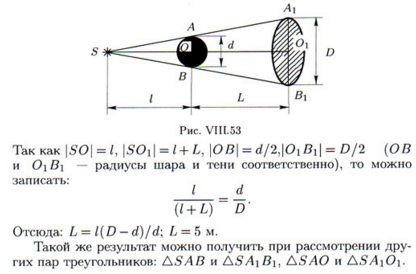 A₁
A
S
O
d
O₁
D
B
B₁
l
L
Рис. VIII.53
Так как |SO| = l, |SO₁| = l + L, |OB| = d/2, |O₁B₁| = D/2 (OB
и O₁B₁ — радиусы шара и тени соответственно), то можно
записать:
l/(l + L) = d/D.
Отсюда: L = l(D − d)/d; L = 5 м.
Такой же результат можно получить при рассмотрении дру-
гих пар треугольников: △SAB и △SA₁B₁, △SAO и △SA₁O₁.